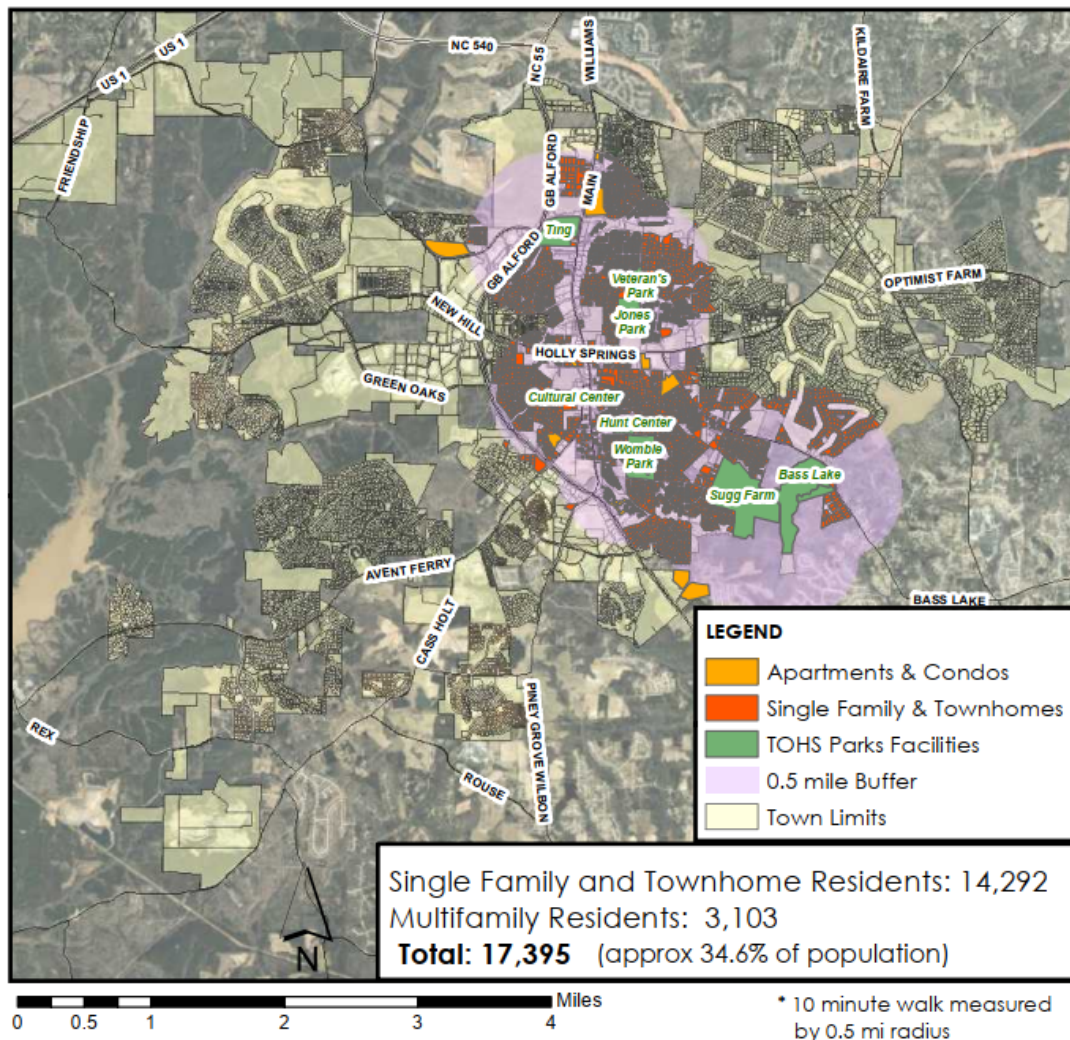 US 1
US 1
NC 540
NC 55
WILLIAMS
KILDAIRE FARM
FRIENDSHIP
GB ALFORD
MAIN
Ting
GB ALFORD
Veteran's
Park
OPTIMIST FARM
Jones
Park
NEW HILL
HOLLY SPRINGS
GREEN OAKS
Cultural Center
Hunt Center
Womble
Park
Bass Lake
Sugg Farm
AVENT FERRY
BASS LAKE
CASS HOLT
PINEY GROVE WILBON
REX
ROUSE
LEGEND
Apartments & Condos
Single Family & Townhomes
TOHS Parks Facilities
0.5 mile Buffer
Town Limits
Single Family and Townhome Residents: 14,292
Multifamily Residents: 3,103
Total: 17,395 (approx 34.6% of population)
N
Miles
0 0.5 1 2 3 4
* 10 minute walk measured
by 0.5 mi radius